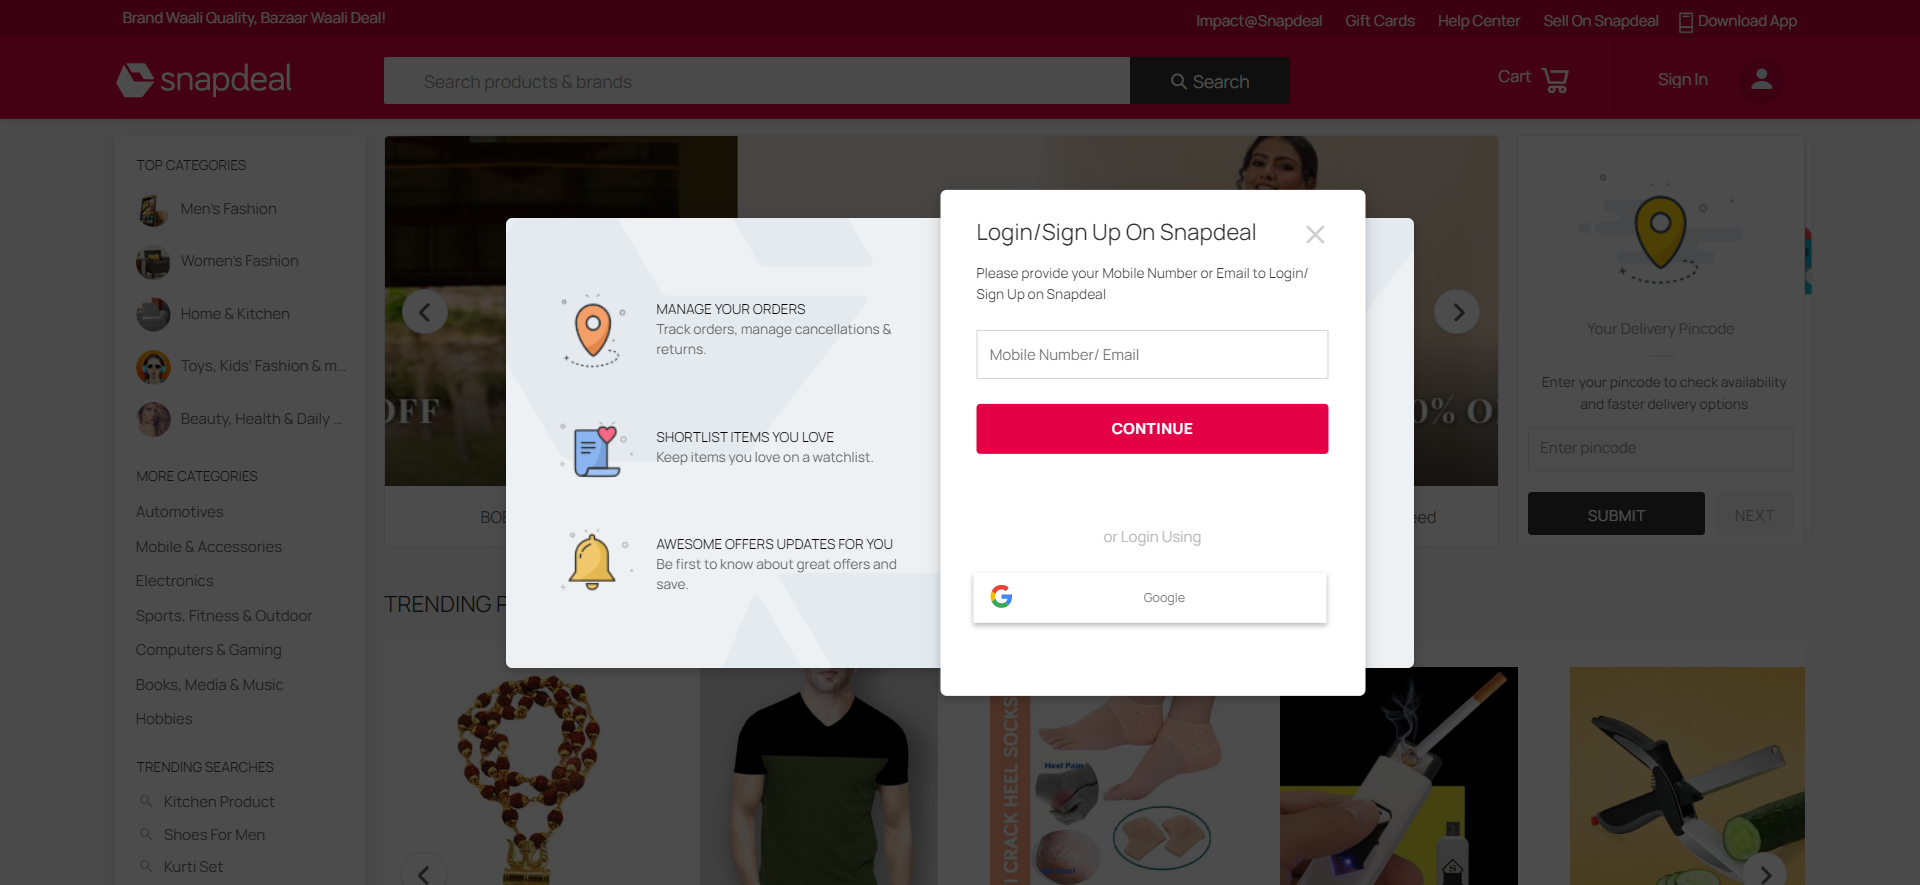 Brand Waali Quality, Bazaar Waali Deal!
Impact@Snapdeal
Gift Cards
Help Center
Sell On Snapdeal
Download App
snapdeal
Search products & brands
Search
Cart
Sign In
TOP CATEGORIES
Men's Fashion
Women's Fashion
Home & Kitchen
Toys, Kids' Fashion & m...
Beauty, Health & Daily ...
MORE CATEGORIES
Automotives
Mobile & Accessories
Electronics
Sports, Fitness & Outdoor
Computers & Gaming
Books, Media & Music
Hobbies
TRENDING SEARCHES
Kitchen Product
Shoes For Men
Kurti Set
OFF
MANAGE YOUR ORDERS
Track orders, manage cancellations &
returns.
SHORTLIST ITEMS YOU LOVE
Keep items you love on a watchlist.
AWESOME OFFERS UPDATES FOR YOU
Be first to know about great offers and
save.
Login/Sign Up On Snapdeal
Please provide your Mobile Number or Email to Login/
Sign Up on Snapdeal
Mobile Number/ Email
CONTINUE
or Login Using
Google
Your Delivery Pincode
Enter your pincode to check availability
and faster delivery options
Enter pincode
SUBMIT
NEXT
TRENDING
CRACK HEEL SOCKS
Heel Pain